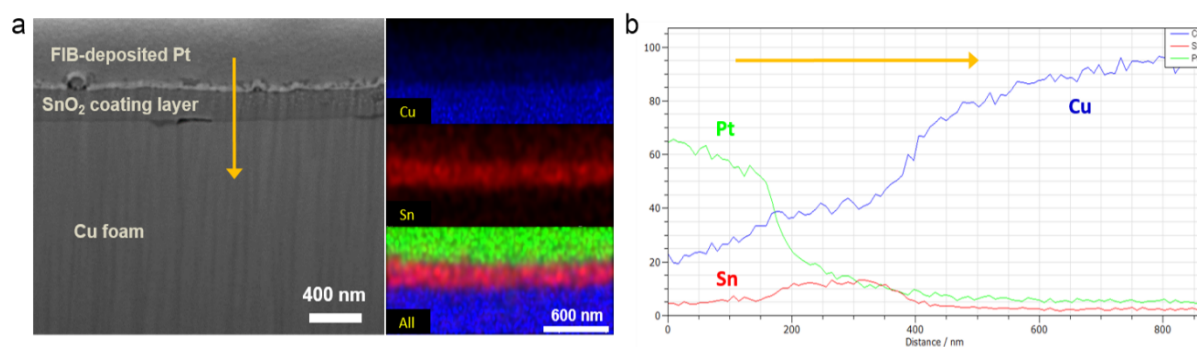 a
FIB-deposited Pt
SnO₂ coating layer
Cu foam
400 nm
Cu
Sn
All
600 nm
b
100
80
60
40
20
0
Pt
Cu
Sn
C
S
P
0
200
400
600
800
Distance / nm